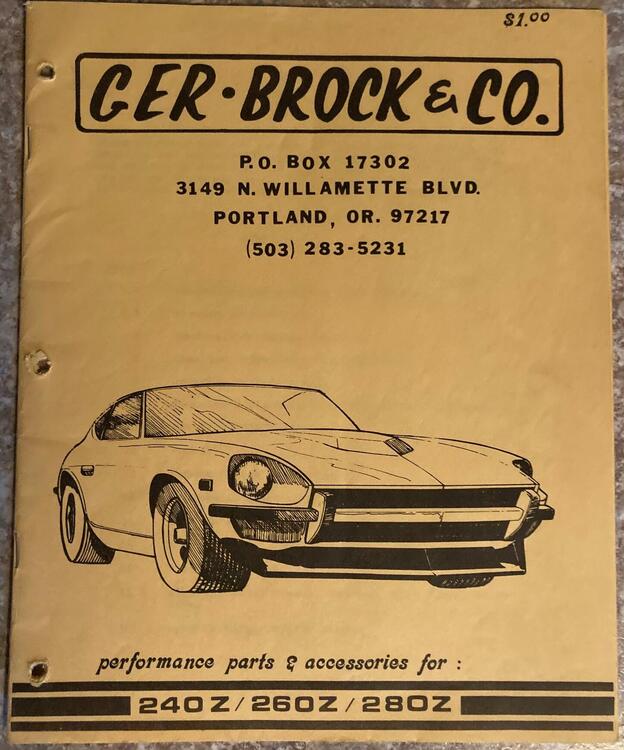 $1.00
GER • BROCK & CO.
P.O. BOX 17302
3149 N. WILLAMETTE BLVD.
PORTLAND, OR. 97217
(503) 283-5231
performance parts & accessories for :
240Z/260Z/280Z